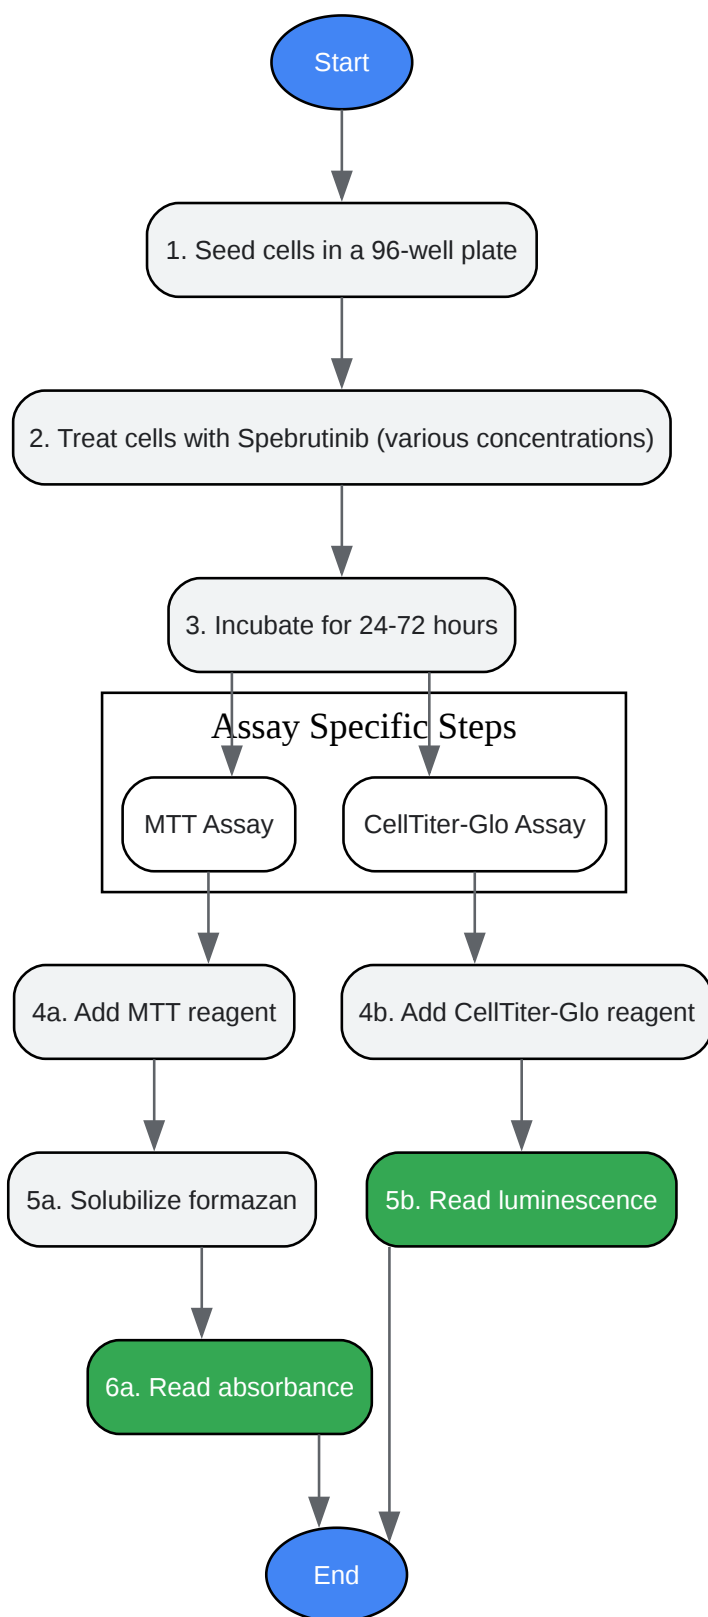 Start
1. Seed cells in a 96-well plate
2. Treat cells with Spebrutinib (various concentrations)
3. Incubate for 24-72 hours
Assay Specific Steps
MTT Assay
CellTiter-Glo Assay
4a. Add MTT reagent
4b. Add CellTiter-Glo reagent
5a. Solubilize formazan
5b. Read luminescence
6a. Read absorbance
End